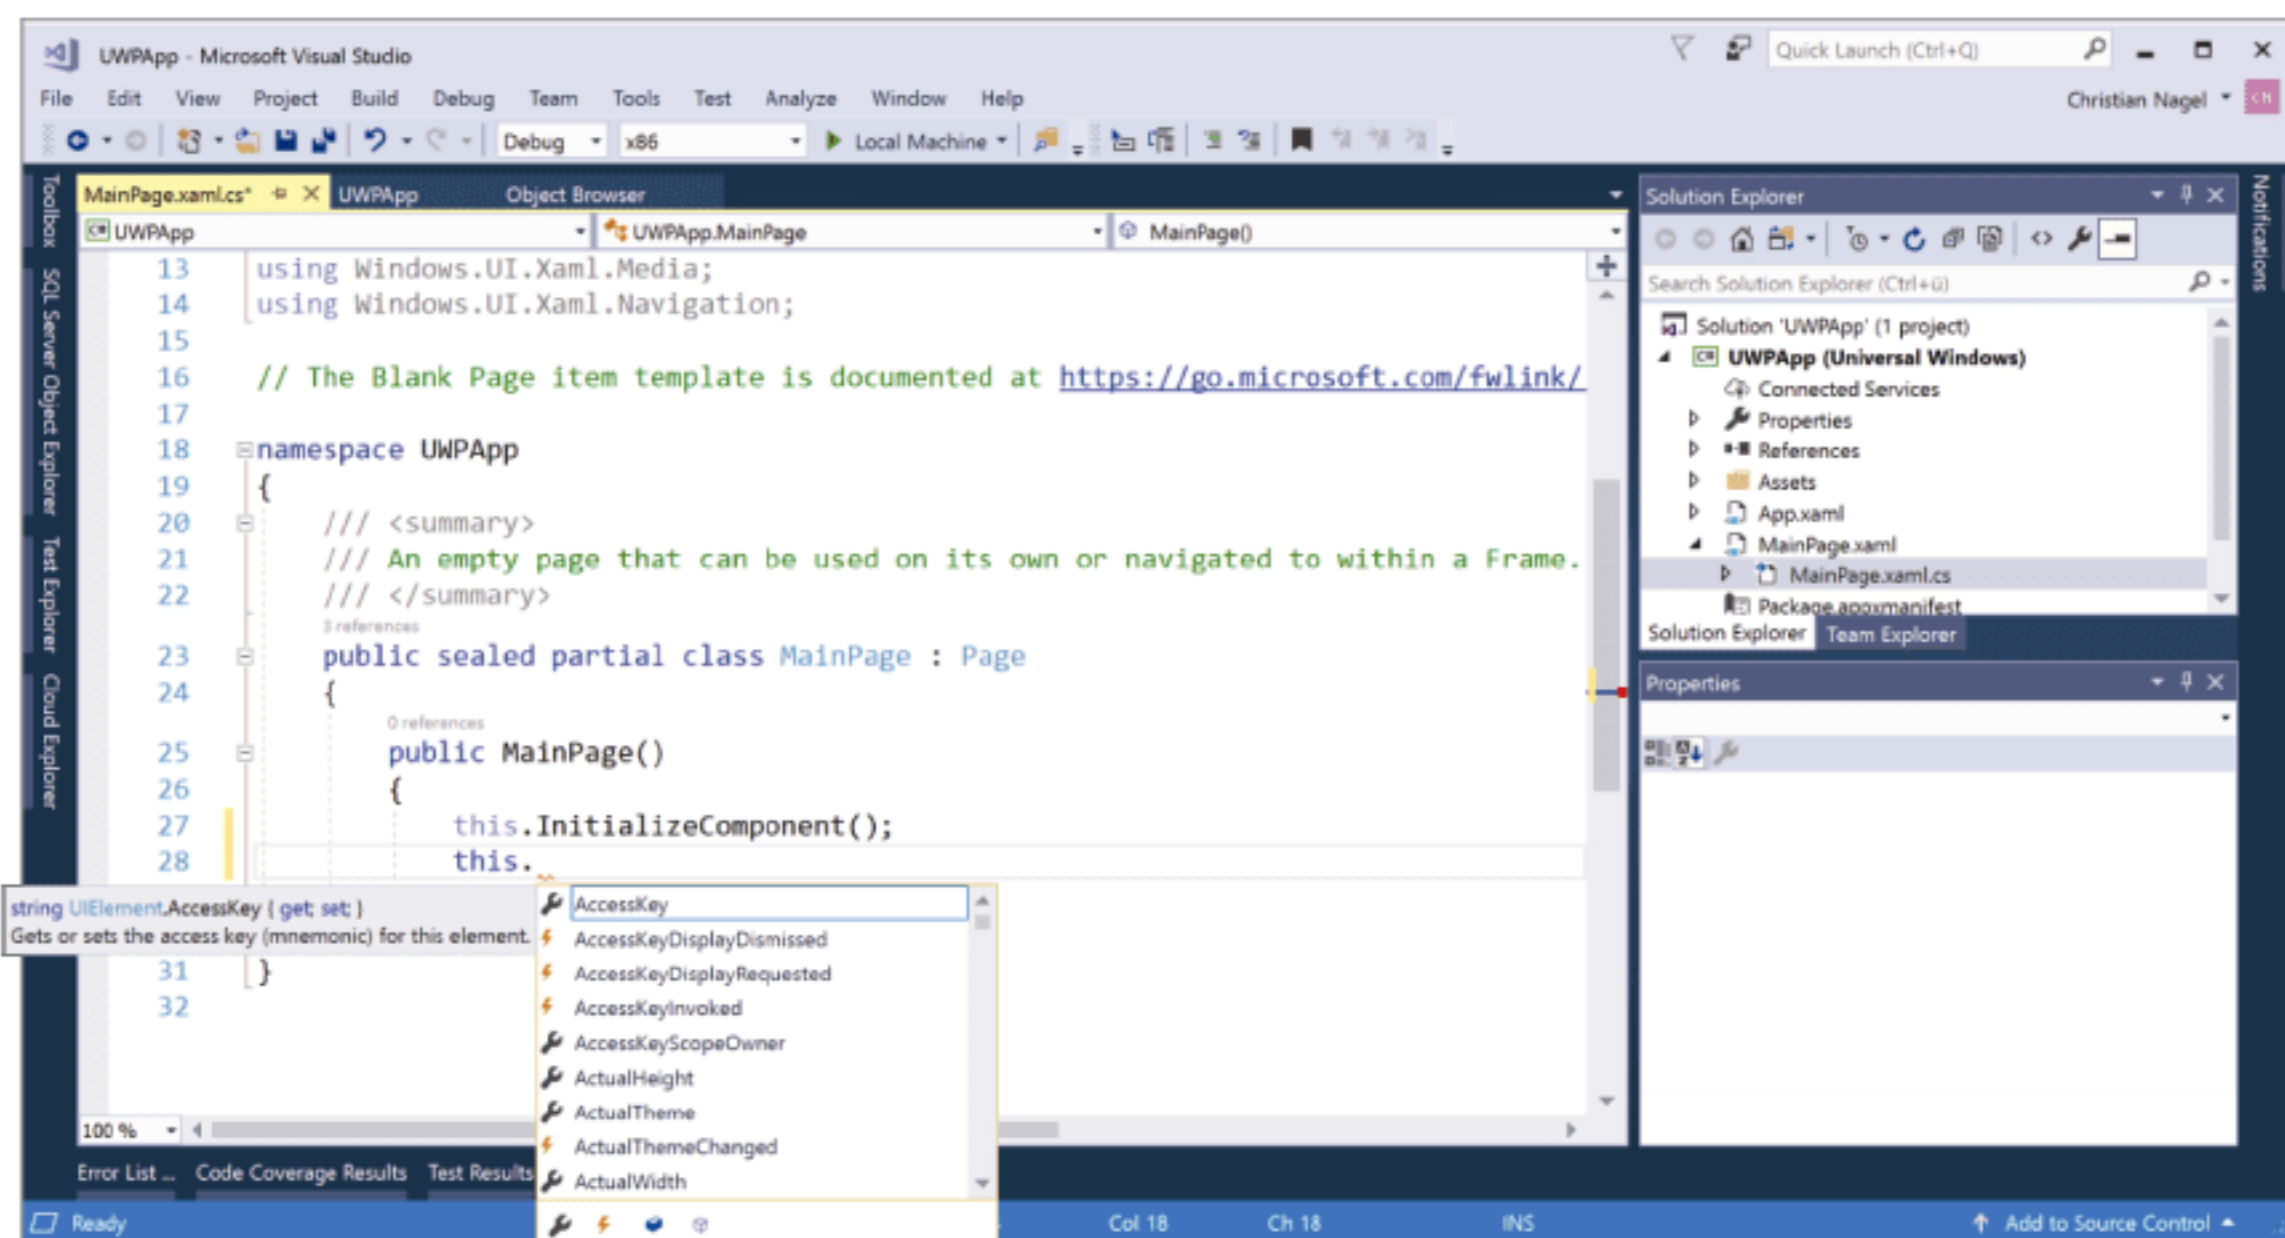 UWPApp - Microsoft Visual Studio
Quick Launch (Ctrl+Q)
File Edit View Project Build Debug Team Tools Test Analyze Window Help
Christian Nagel
Debug x86 Local Machine
Toolbox
SQL Server Object Explorer
Test Explorer
Cloud Explorer
MainPage.xaml.cs* UWPApp Object Browser
UWPApp UWPApp.MainPage MainPage()
13 using Windows.UI.Xaml.Media;
14 using Windows.UI.Xaml.Navigation;
15
16 // The Blank Page item template is documented at https://go.microsoft.com/fwlink/
17
18 namespace UWPApp
19 {
20 /// <summary>
21 /// An empty page that can be used on its own or navigated to within a Frame.
22 /// </summary>
3 references
23 public sealed partial class MainPage : Page
24 {
0 references
25 public MainPage()
26 {
27 this.InitializeComponent();
28 this.
string UIElement.AccessKey { get; set; }
Gets or sets the access key (mnemonic) for this element.
31 }
32
AccessKey
AccessKeyDisplayDismissed
AccessKeyDisplayRequested
AccessKeyInvoked
AccessKeyScopeOwner
ActualHeight
ActualTheme
ActualThemeChanged
ActualWidth
100 %
Error List ... Code Coverage Results Test Results
Ready Col 18 Ch 18 INS Add to Source Control
Solution Explorer
Search Solution Explorer (Ctrl+ü)
Solution 'UWPApp' (1 project)
C# UWPApp (Universal Windows)
Connected Services
Properties
References
Assets
App.xaml
MainPage.xaml
MainPage.xaml.cs
Package.appxmanifest
Solution Explorer Team Explorer
Properties
Notifications